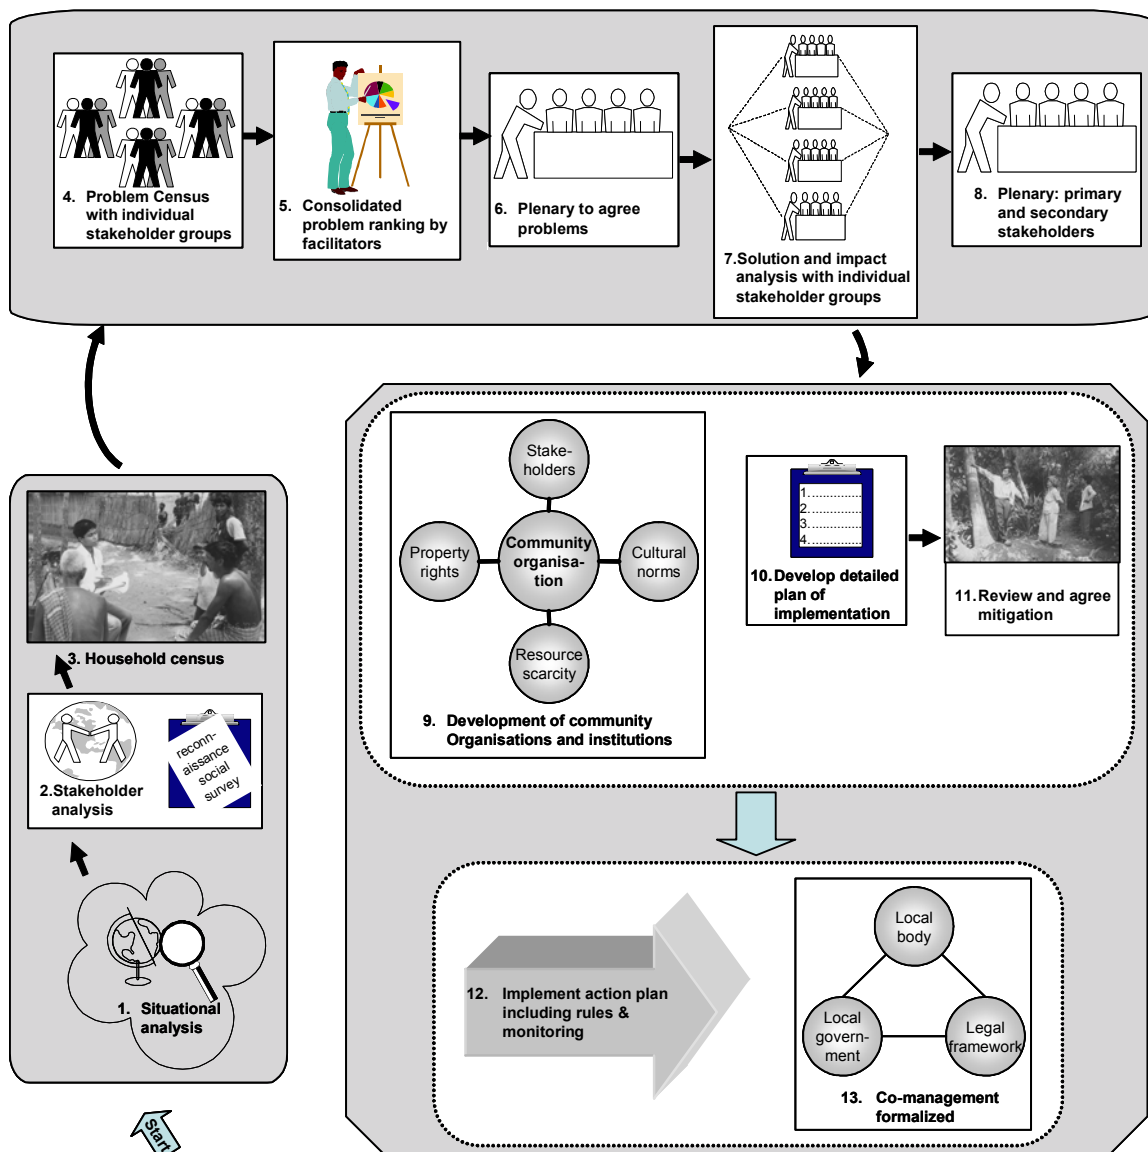 4. Problem Census
with individual
stakeholder groups
5. Consolidated
problem ranking by
facilitators
6. Plenary to agree
problems
7.Solution and impact
analysis with individual
stakeholder groups
8. Plenary: primary
and secondary
stakeholders
3. Household census
2.Stakeholder
analysis
reconn-
aissance
social
survey
1. Situational
analysis
Start
Stake-
holders
Property
rights
Community
organisa-
tion
Cultural
norms
Resource
scarcity
9. Development of community
Organisations and institutions
1...............
2..............
3..............
4..............
10.Develop detailed
plan of
implementation
11.Review and agree
mitigation
12. Implement action plan
including rules &
monitoring
Local
body
Local
govern-
ment
Legal
framework
13. Co-management
formalized